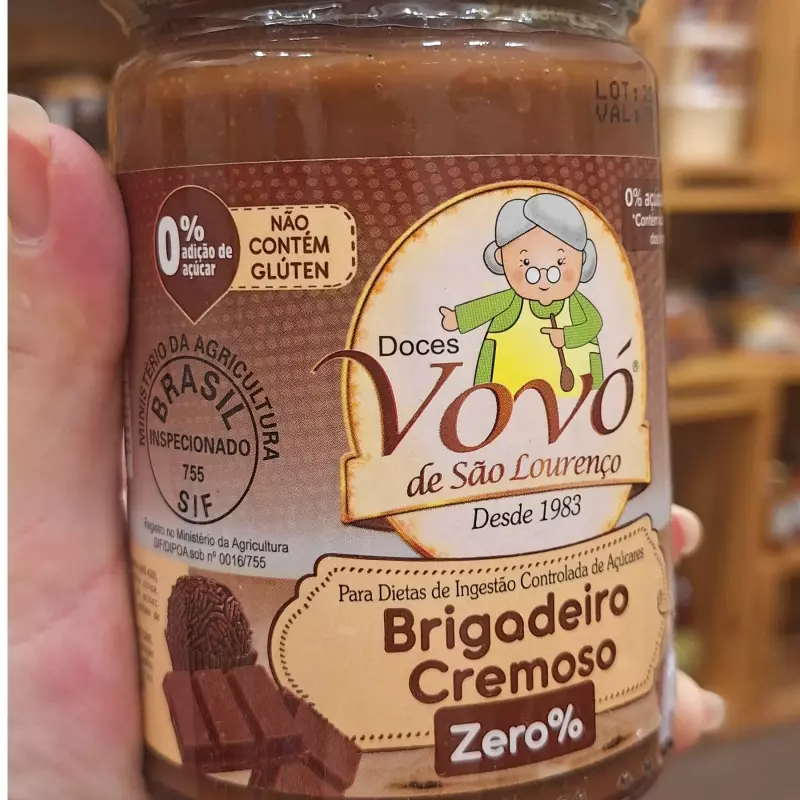 LOT:
VAL:
0%
adição de
açúcar
NÃO
CONTÉM
GLÚTEN
0%
Doces
Vovó®
de São Lourenço
Desde 1983
MINISTÉRIO DA AGRICULTURA
BRASIL
INSPECIONADO
755
SIF
Registro no Ministério da Agricultura
SIF/DIPOA sob nº 0016/755
Para Dietas de Ingestão Controlada de Açúcares
Brigadeiro
Cremoso
Zero%